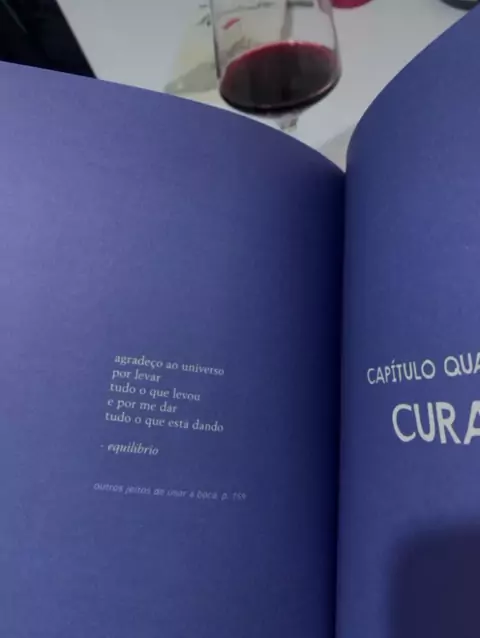 agradeço ao universo
por levar
tudo o que levou
e por me dar
tudo o que está dando
- equilíbrio
outros jeitos de usar a boca, p. 159
CAPÍTULO QUA
CURA